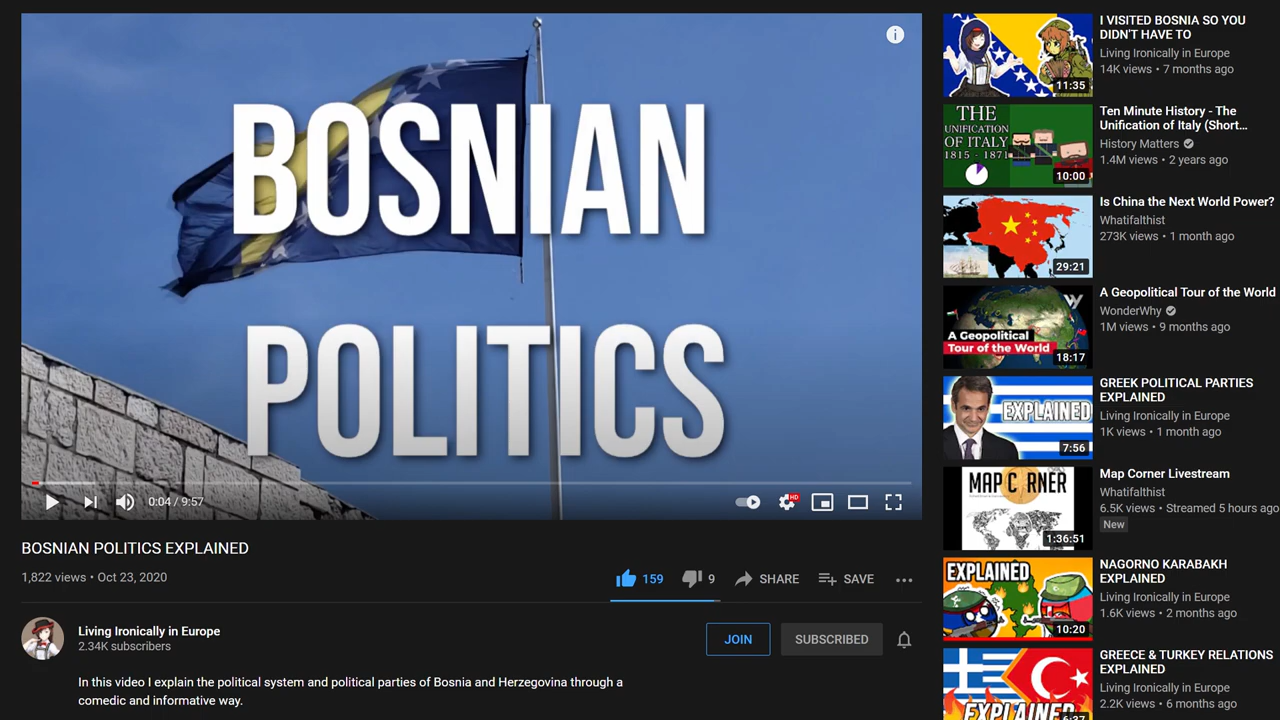 BOSNIAN
POLITICS
0:04 / 9:57
HD
BOSNIAN POLITICS EXPLAINED
1,822 views • Oct 23, 2020
159
9
SHARE
SAVE
Living Ironically in Europe
2.34K subscribers
JOIN
SUBSCRIBED
In this video I explain the political system and political parties of Bosnia and Herzegovina through a
comedic and informative way.
11:35
I VISITED BOSNIA SO YOU
DIDN'T HAVE TO
Living Ironically in Europe
14K views • 7 months ago
THE
UNIFICATION
OF ITALY
1815 - 1871
10:00
Ten Minute History - The
Unification of Italy (Short...
History Matters
1.4M views • 2 years ago
29:21
Is China the Next World Power?
Whatifalthist
273K views • 1 month ago
A Geopolitical
Tour of the World
18:17
A Geopolitical Tour of the World
WonderWhy
1M views • 9 months ago
EXPLAINED
7:56
GREEK POLITICAL PARTIES
EXPLAINED
Living Ironically in Europe
1K views • 1 month ago
MAP CORNER
1:36:51
Map Corner Livestream
Whatifalthist
6.5K views • Streamed 5 hours ago
New
EXPLAINED
10:20
NAGORNO KARABAKH
EXPLAINED
Living Ironically in Europe
1.6K views • 2 months ago
EXPLAINED
6:37
GREECE & TURKEY RELATIONS
EXPLAINED
Living Ironically in Europe
2.2K views • 6 months ago